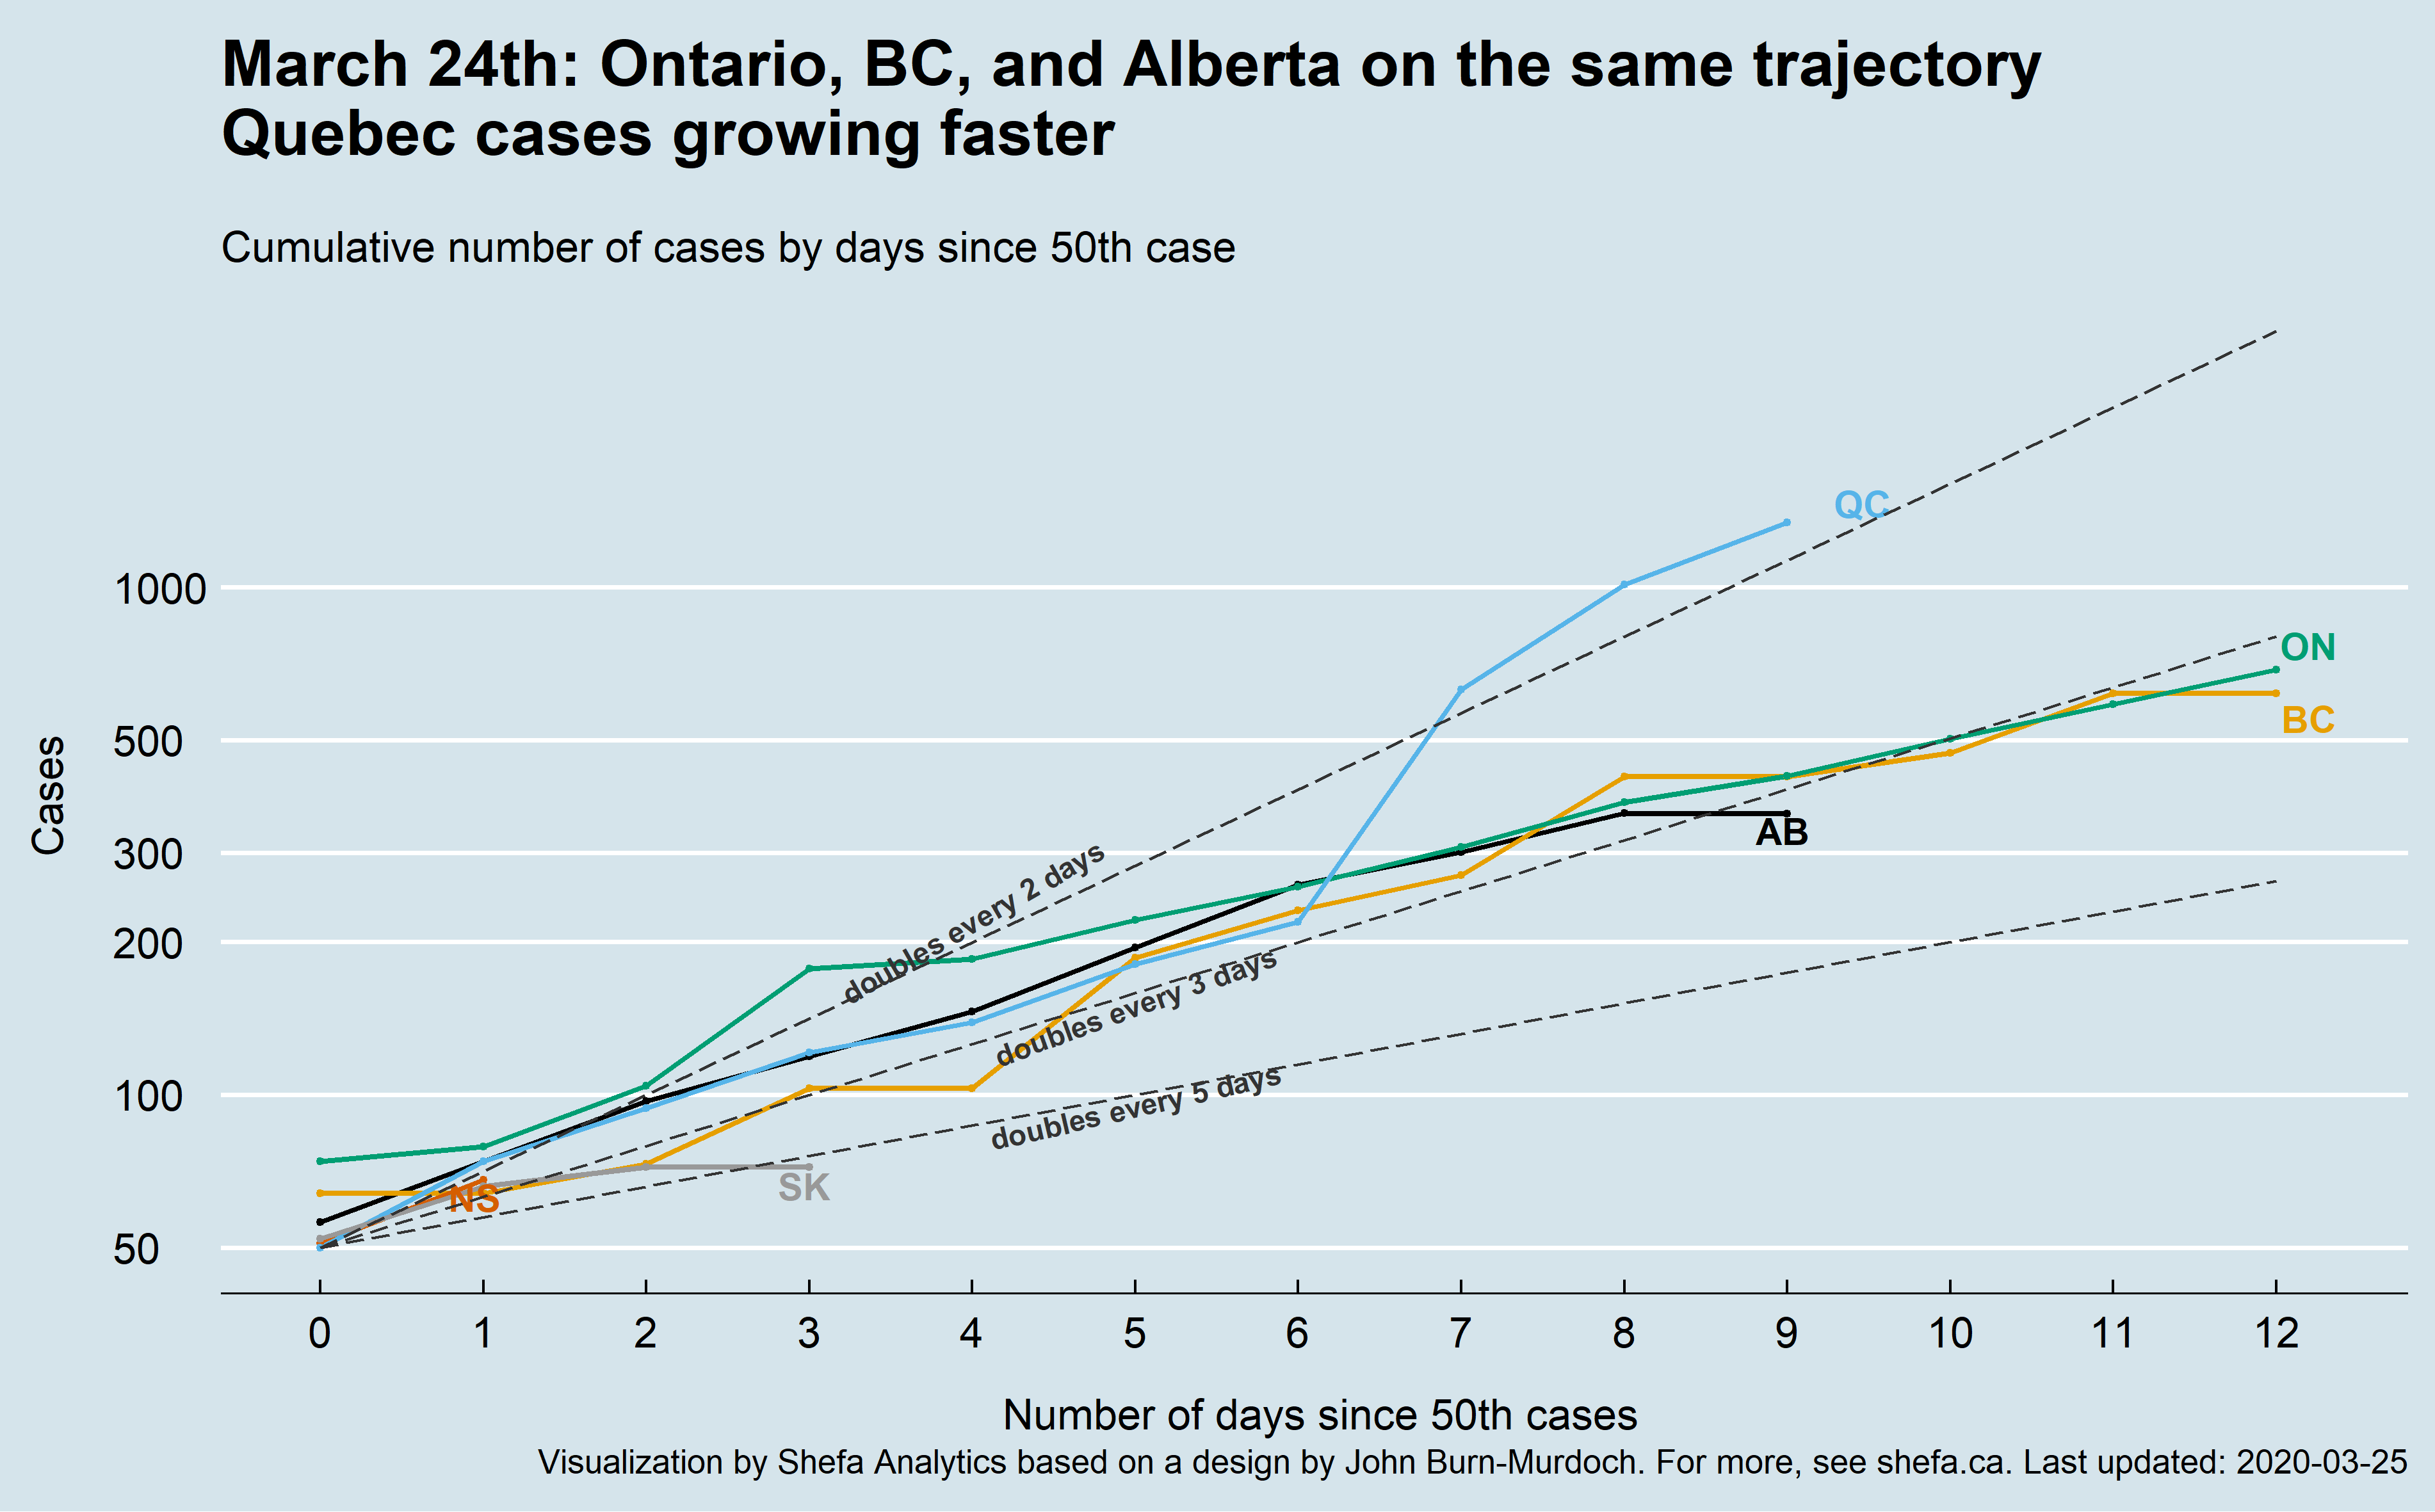 March 24th: Ontario, BC, and Alberta on the same trajectory
Quebec cases growing faster
Cumulative number of cases by days since 50th case
QC
1000
ON
BC
500
Cases
AB
300
doubles every 2 days
200
doubles every 3 days
100
doubles every 5 days
SK
NS
50
0 1 2 3 4 5 6 7 8 9 10 11 12
Number of days since 50th cases
Visualization by Shefa Analytics based on a design by John Burn-Murdoch. For more, see shefa.ca. Last updated: 2020-03-25